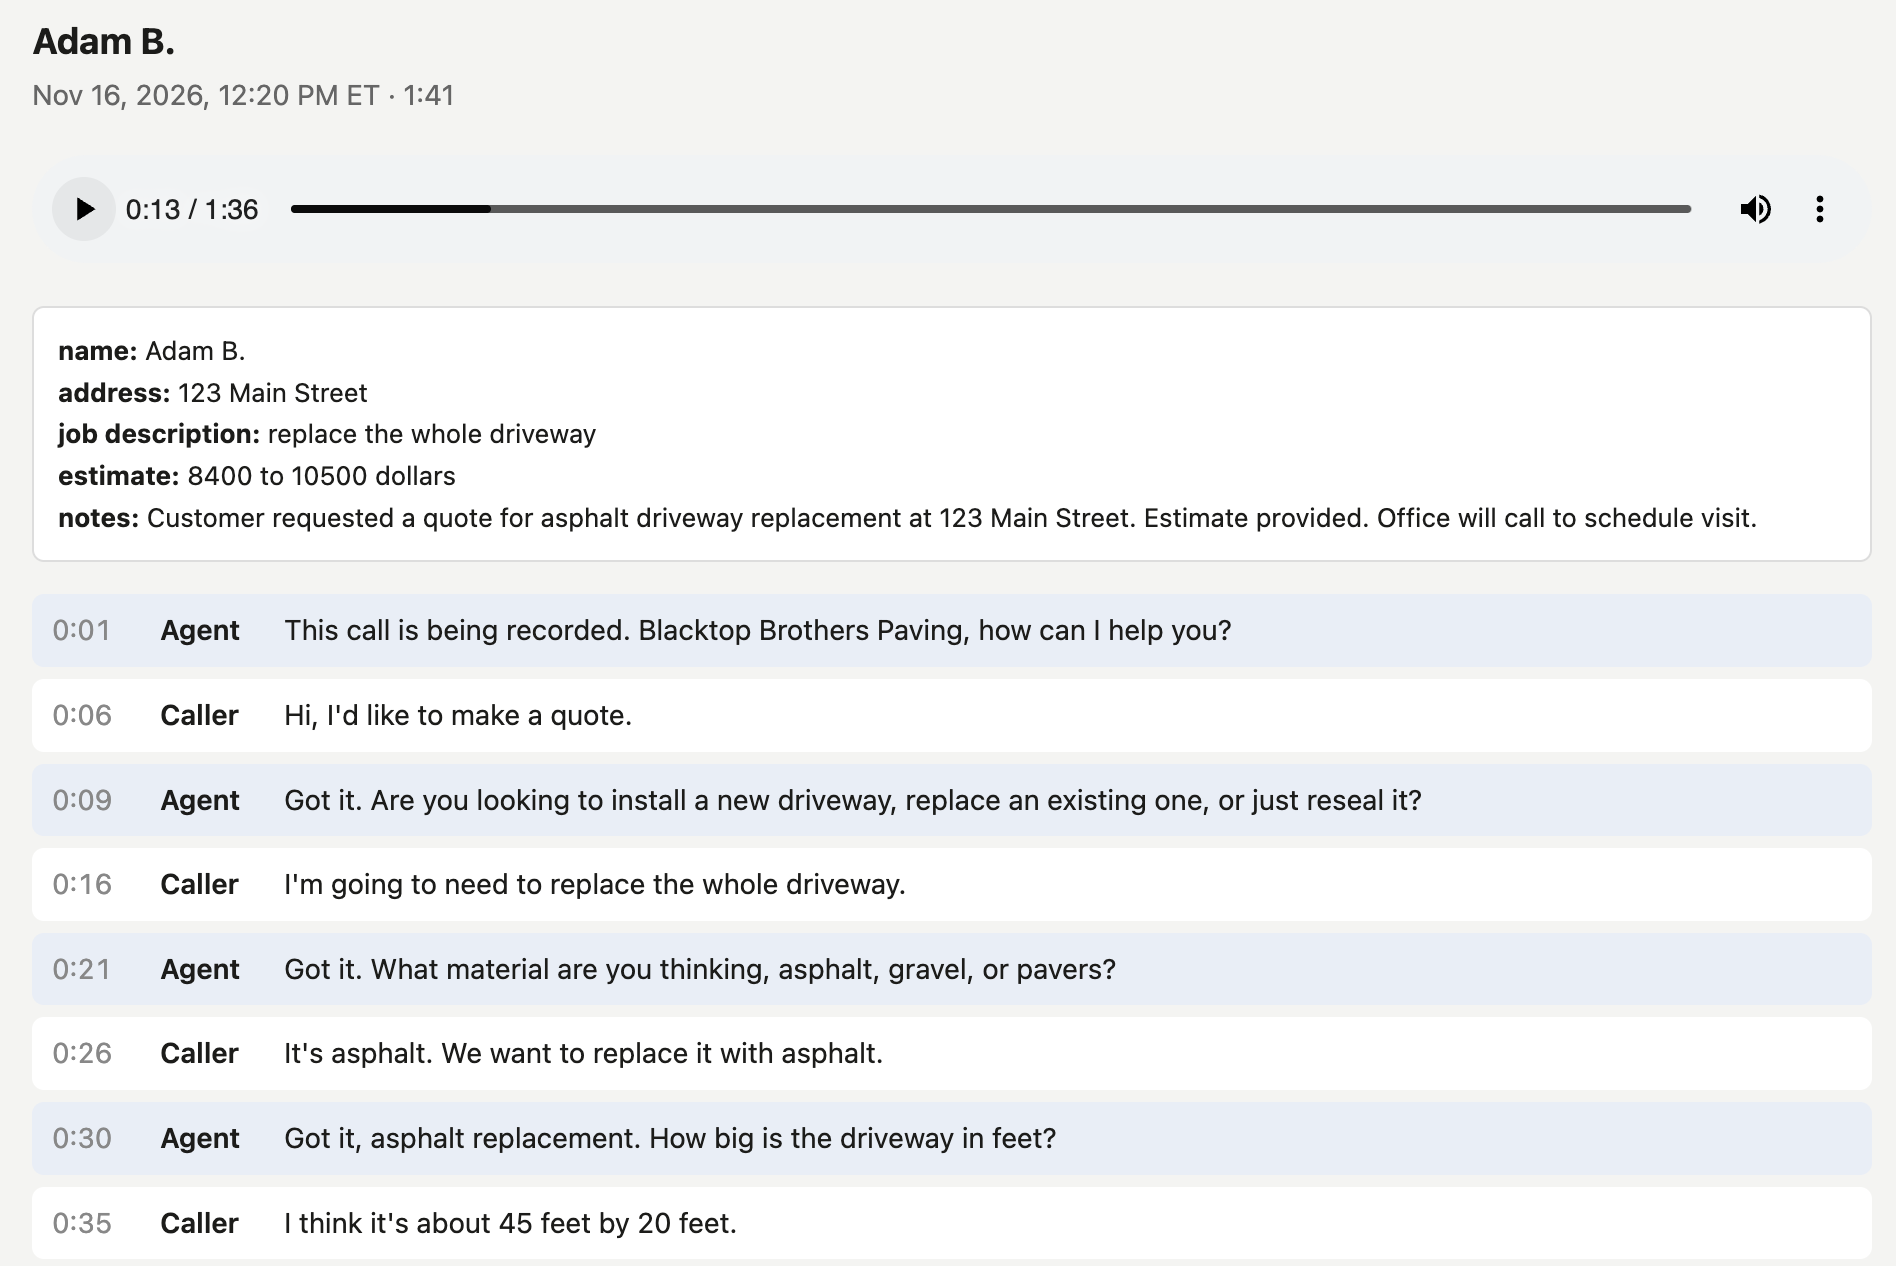 Adam B.
Nov 16, 2026, 12:20 PM ET · 1:41
0:13 / 1:36
name: Adam B.
address: 123 Main Street
job description: replace the whole driveway
estimate: 8400 to 10500 dollars
notes: Customer requested a quote for asphalt driveway replacement at 123 Main Street. Estimate provided. Office will call to schedule visit.
0:01 Agent This call is being recorded. Blacktop Brothers Paving, how can I help you?
0:06 Caller Hi, I'd like to make a quote.
0:09 Agent Got it. Are you looking to install a new driveway, replace an existing one, or just reseal it?
0:16 Caller I'm going to need to replace the whole driveway.
0:21 Agent Got it. What material are you thinking, asphalt, gravel, or pavers?
0:26 Caller It's asphalt. We want to replace it with asphalt.
0:30 Agent Got it, asphalt replacement. How big is the driveway in feet?
0:35 Caller I think it's about 45 feet by 20 feet.